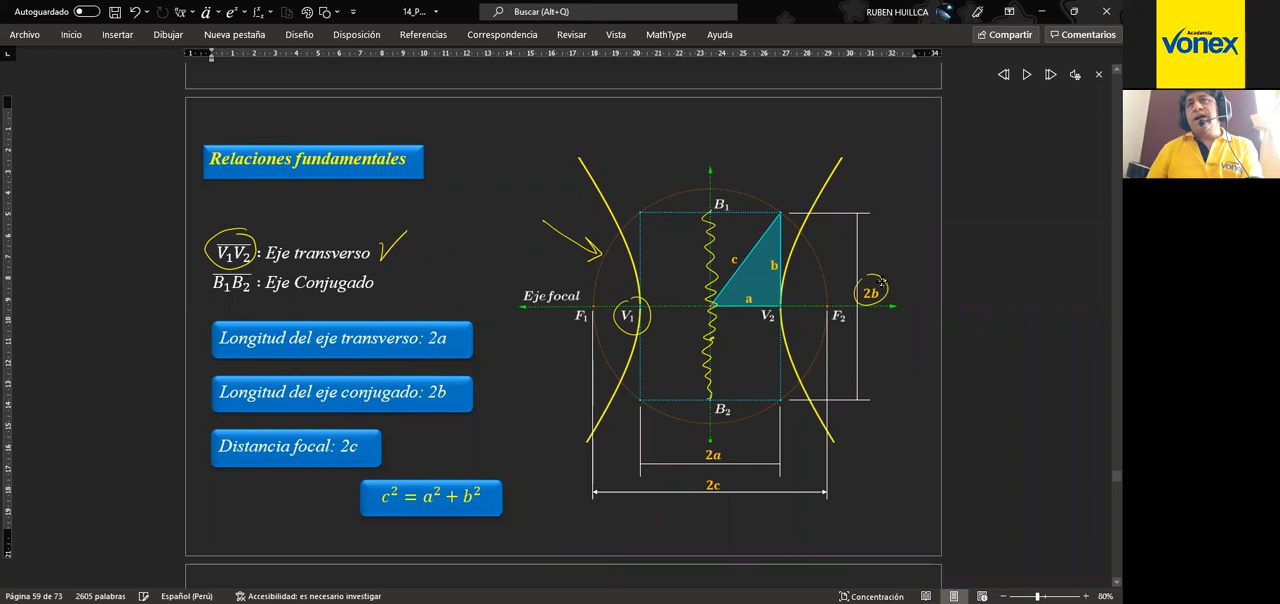 Autoguardado
14_P...
Buscar (Alt+Q)
RUBEN HUILLCA
Archivo Inicio Insertar Dibujar Nueva pestaña Diseño Disposición Referencias Correspondencia Revisar Vista MathType Ayuda
Compartir Comentarios
Academia
VONEX
Relaciones fundamentales
V₁V₂ : Eje transverso
B₁B₂ : Eje Conjugado
Longitud del eje transverso: 2a
Longitud del eje conjugado: 2b
Distancia focal: 2c
c² = a² + b²
B₁
c
b
a
2b
Eje focal
F₁ V₁ V₂ F₂
B₂
2a
2c
Página 59 de 73 2605 palabras Español (Perú) Accesibilidad: es necesario investigar
Concentración
80%